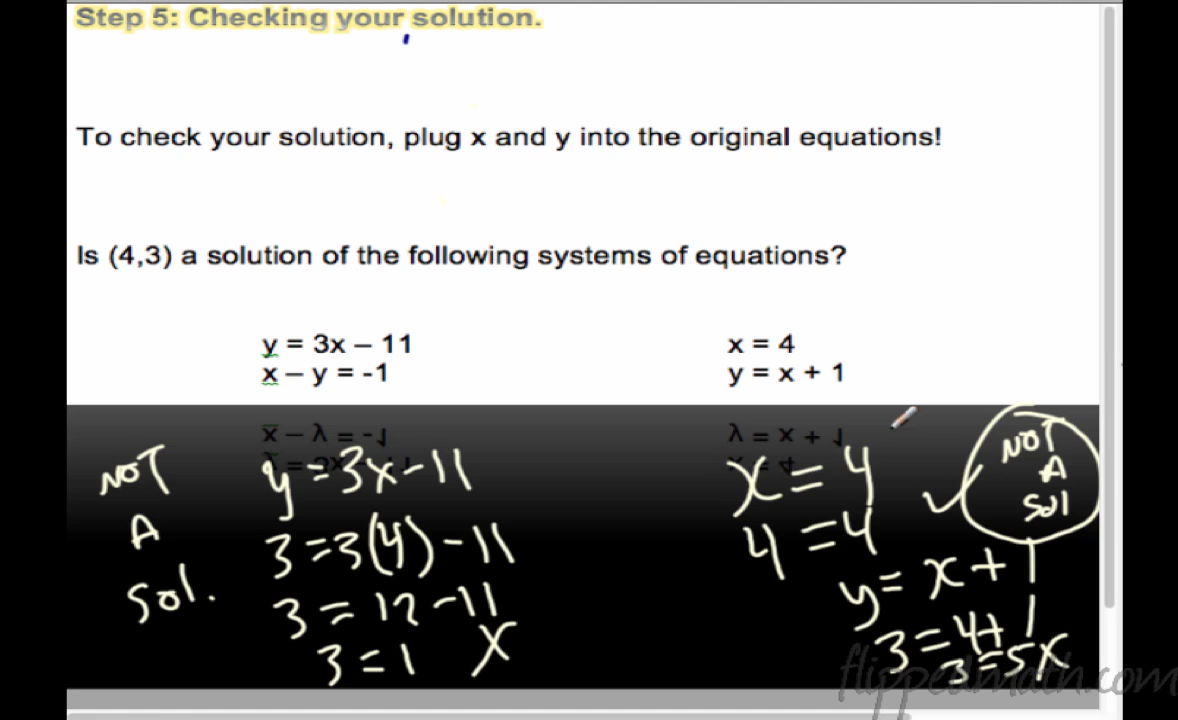 Step 5: Checking your solution.
To check your solution, plug x and y into the original equations!
Is (4,3) a solution of the following systems of equations?
y = 3x – 11
x – y = -1
x = 4
y = x + 1
NOT
A
Sol.
y = 3x - 11
3 = 3(4) - 11
3 = 12 - 11
3 = 1 X
x = 4
4 = 4 ✓
NOT
A
Sol
y = x + 1
3 = 4 + 1
3 = 5 X
flippedmath.com